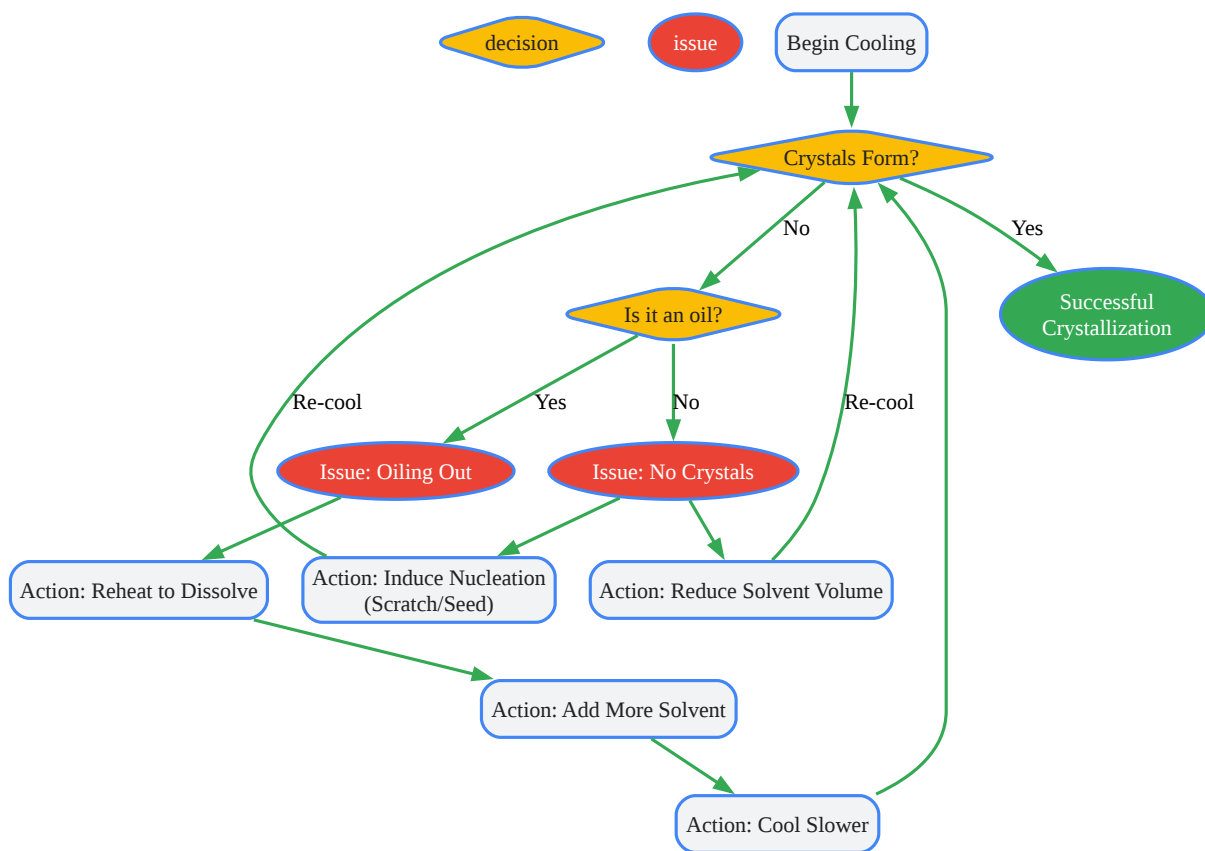 decision
issue
Begin Cooling
Crystals Form?
No
Yes
Is it an oil?
Successful
Crystallization
Re-cool
Yes
No
Re-cool
Issue: Oiling Out
Issue: No Crystals
Action: Reheat to Dissolve
Action: Induce Nucleation
(Scratch/Seed)
Action: Reduce Solvent Volume
Action: Add More Solvent
Action: Cool Slower